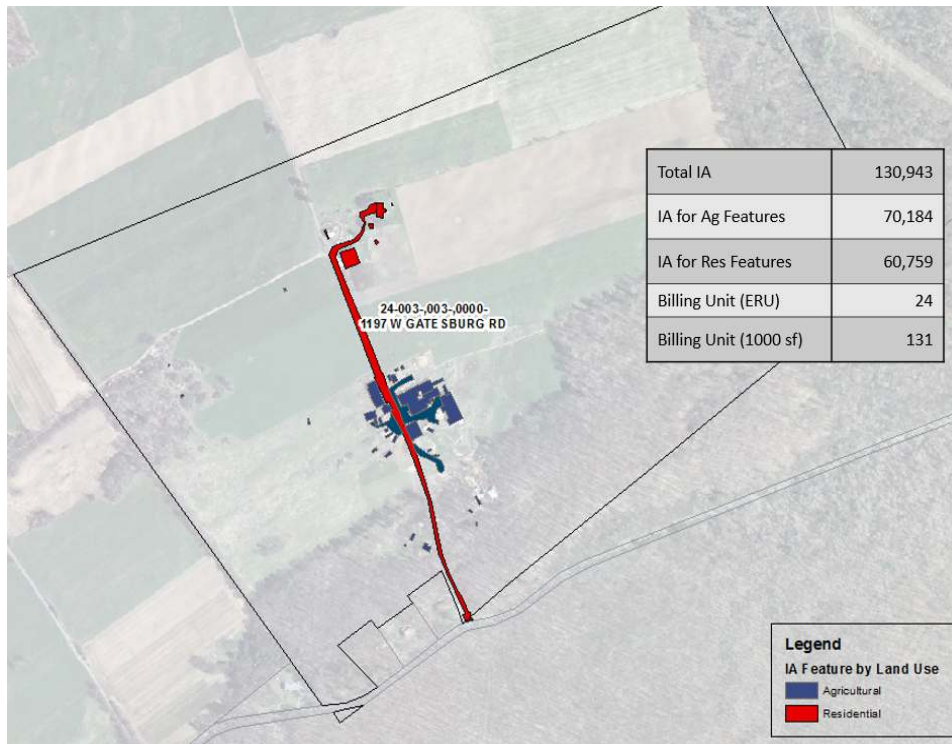 Total IA 130,943
IA for Ag Features 70,184
IA for Res Features 60,759
Billing Unit (ERU) 24
Billing Unit (1000 sf) 131
24-003-,003-,0000-
1197 W GATESBURG RD
Legend
IA Feature by Land Use
Agricultural
Residential